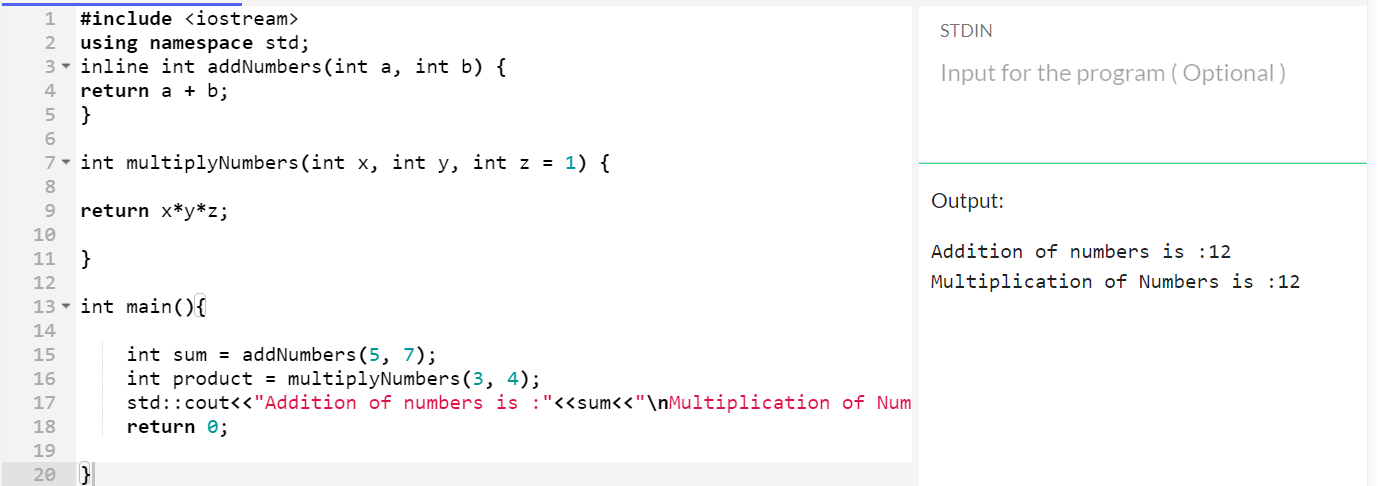 1 #include <iostream>
2 using namespace std;
3 inline int addNumbers(int a, int b) {
4 return a + b;
5 }
6
7 int multiplyNumbers(int x, int y, int z = 1) {
8
9 return x*y*z;
10
11 }
12
13 int main(){
14
15 int sum = addNumbers(5, 7);
16 int product = multiplyNumbers(3, 4);
17 std::cout<<"Addition of numbers is :"<<sum<<"\nMultiplication of Num
18 return 0;
19
20 }
STDIN
Input for the program ( Optional )
Output:
Addition of numbers is :12
Multiplication of Numbers is :12